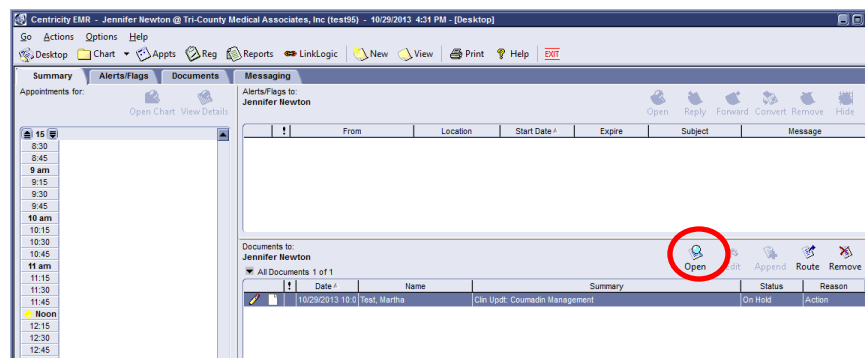 Centricity EMR - Jennifer Newton @ Tri-County Medical Associates, Inc (test95) - 10/29/2013 4:31 PM - [Desktop]
Go Actions Options Help
Desktop Chart Appts Reg Reports LinkLogic New View Print Help EXIT
Summary Alerts/Flags Documents Messaging
Appointments for:
Open Chart View Details
15
8:30
8:45
9 am
9:15
9:30
9:45
10 am
10:15
10:30
10:45
11 am
11:15
11:30
11:45
Noon
12:15
12:30
12:45
Alerts/Flags to:
Jennifer Newton
Open Reply Forward Convert Remove Hide
! From Location Start Date Expire Subject Message
Documents to:
Jennifer Newton
Open Edit Append Route Remove
All Documents 1 of 1
! Date Name Summary Status Reason
10/29/2013 10:0 Test, Martha Clin Updt: Coumadin Management On Hold Action